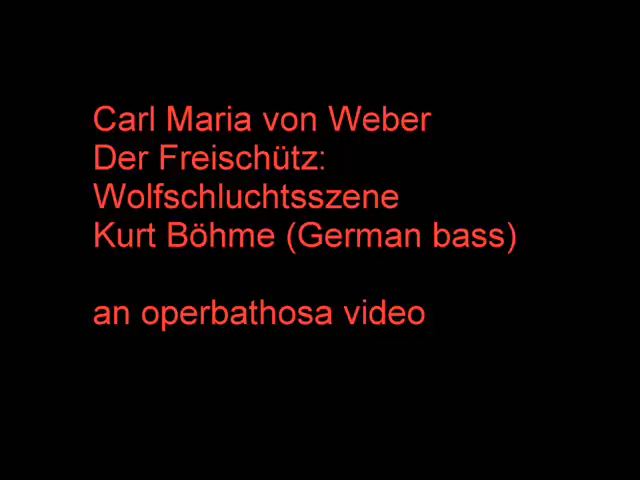 Carl Maria von Weber
Der Freischütz:
Wolfschluchtsszene
Kurt Böhme (German bass)
an operbathosa video